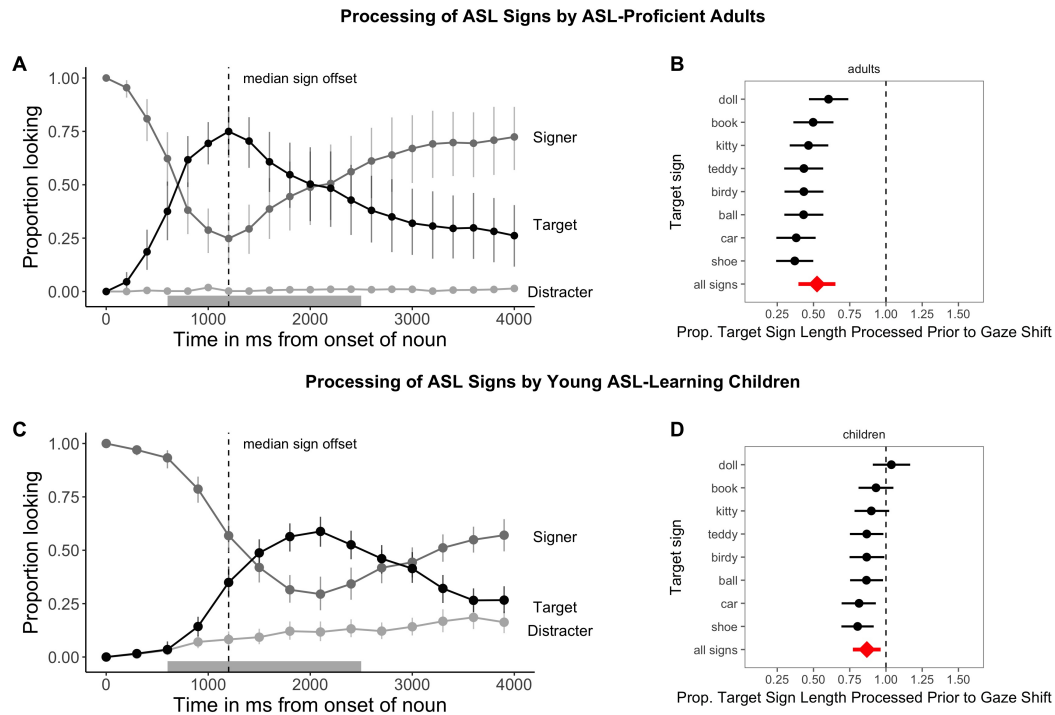 Processing of ASL Signs by ASL-Proficient Adults
A
median sign offset
1.00
0.75
0.50
0.25
0.00
Proportion looking
Signer
Target
Distracter
0 1000 2000 3000 4000
Time in ms from onset of noun
B
adults
Target sign
doll
book
kitty
teddy
birdy
ball
car
shoe
all signs
0.25 0.50 0.75 1.00 1.25 1.50
Prop. Target Sign Length Processed Prior to Gaze Shift
Processing of ASL Signs by Young ASL-Learning Children
C
median sign offset
1.00
0.75
0.50
0.25
0.00
Proportion looking
Signer
Target
Distracter
0 1000 2000 3000 4000
Time in ms from onset of noun
D
children
Target sign
doll
book
kitty
teddy
birdy
ball
car
shoe
all signs
0.25 0.50 0.75 1.00 1.25 1.50
Prop. Target Sign Length Processed Prior to Gaze Shift